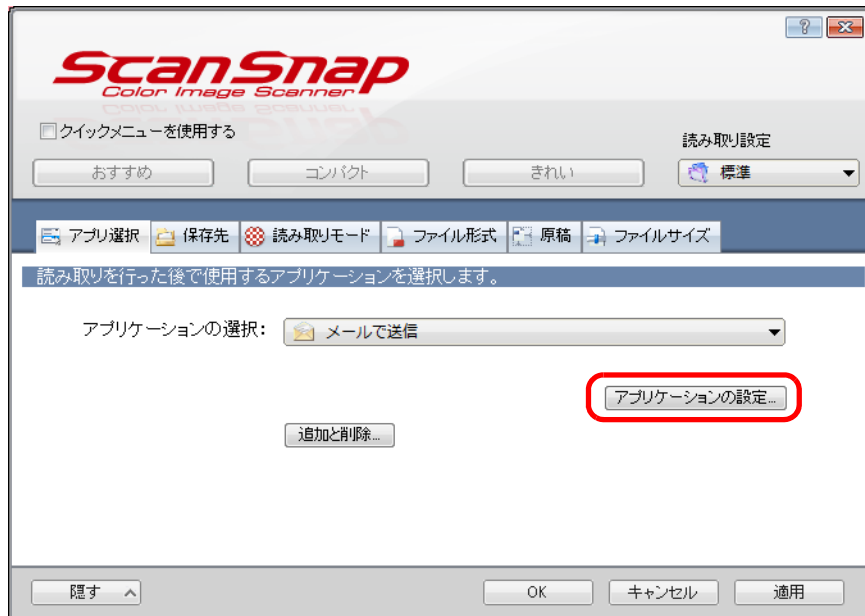 ScanSnap
Color Image Scanner
クイックメニューを使用する
読み取り設定
おすすめ コンパクト きれい 標準
アプリ選択 保存先 読み取りモード ファイル形式 原稿 ファイルサイズ
読み取りを行った後で使用するアプリケーションを選択します。
アプリケーションの選択: メールで送信
アプリケーションの設定...
追加と削除...
隠す OK キャンセル 適用